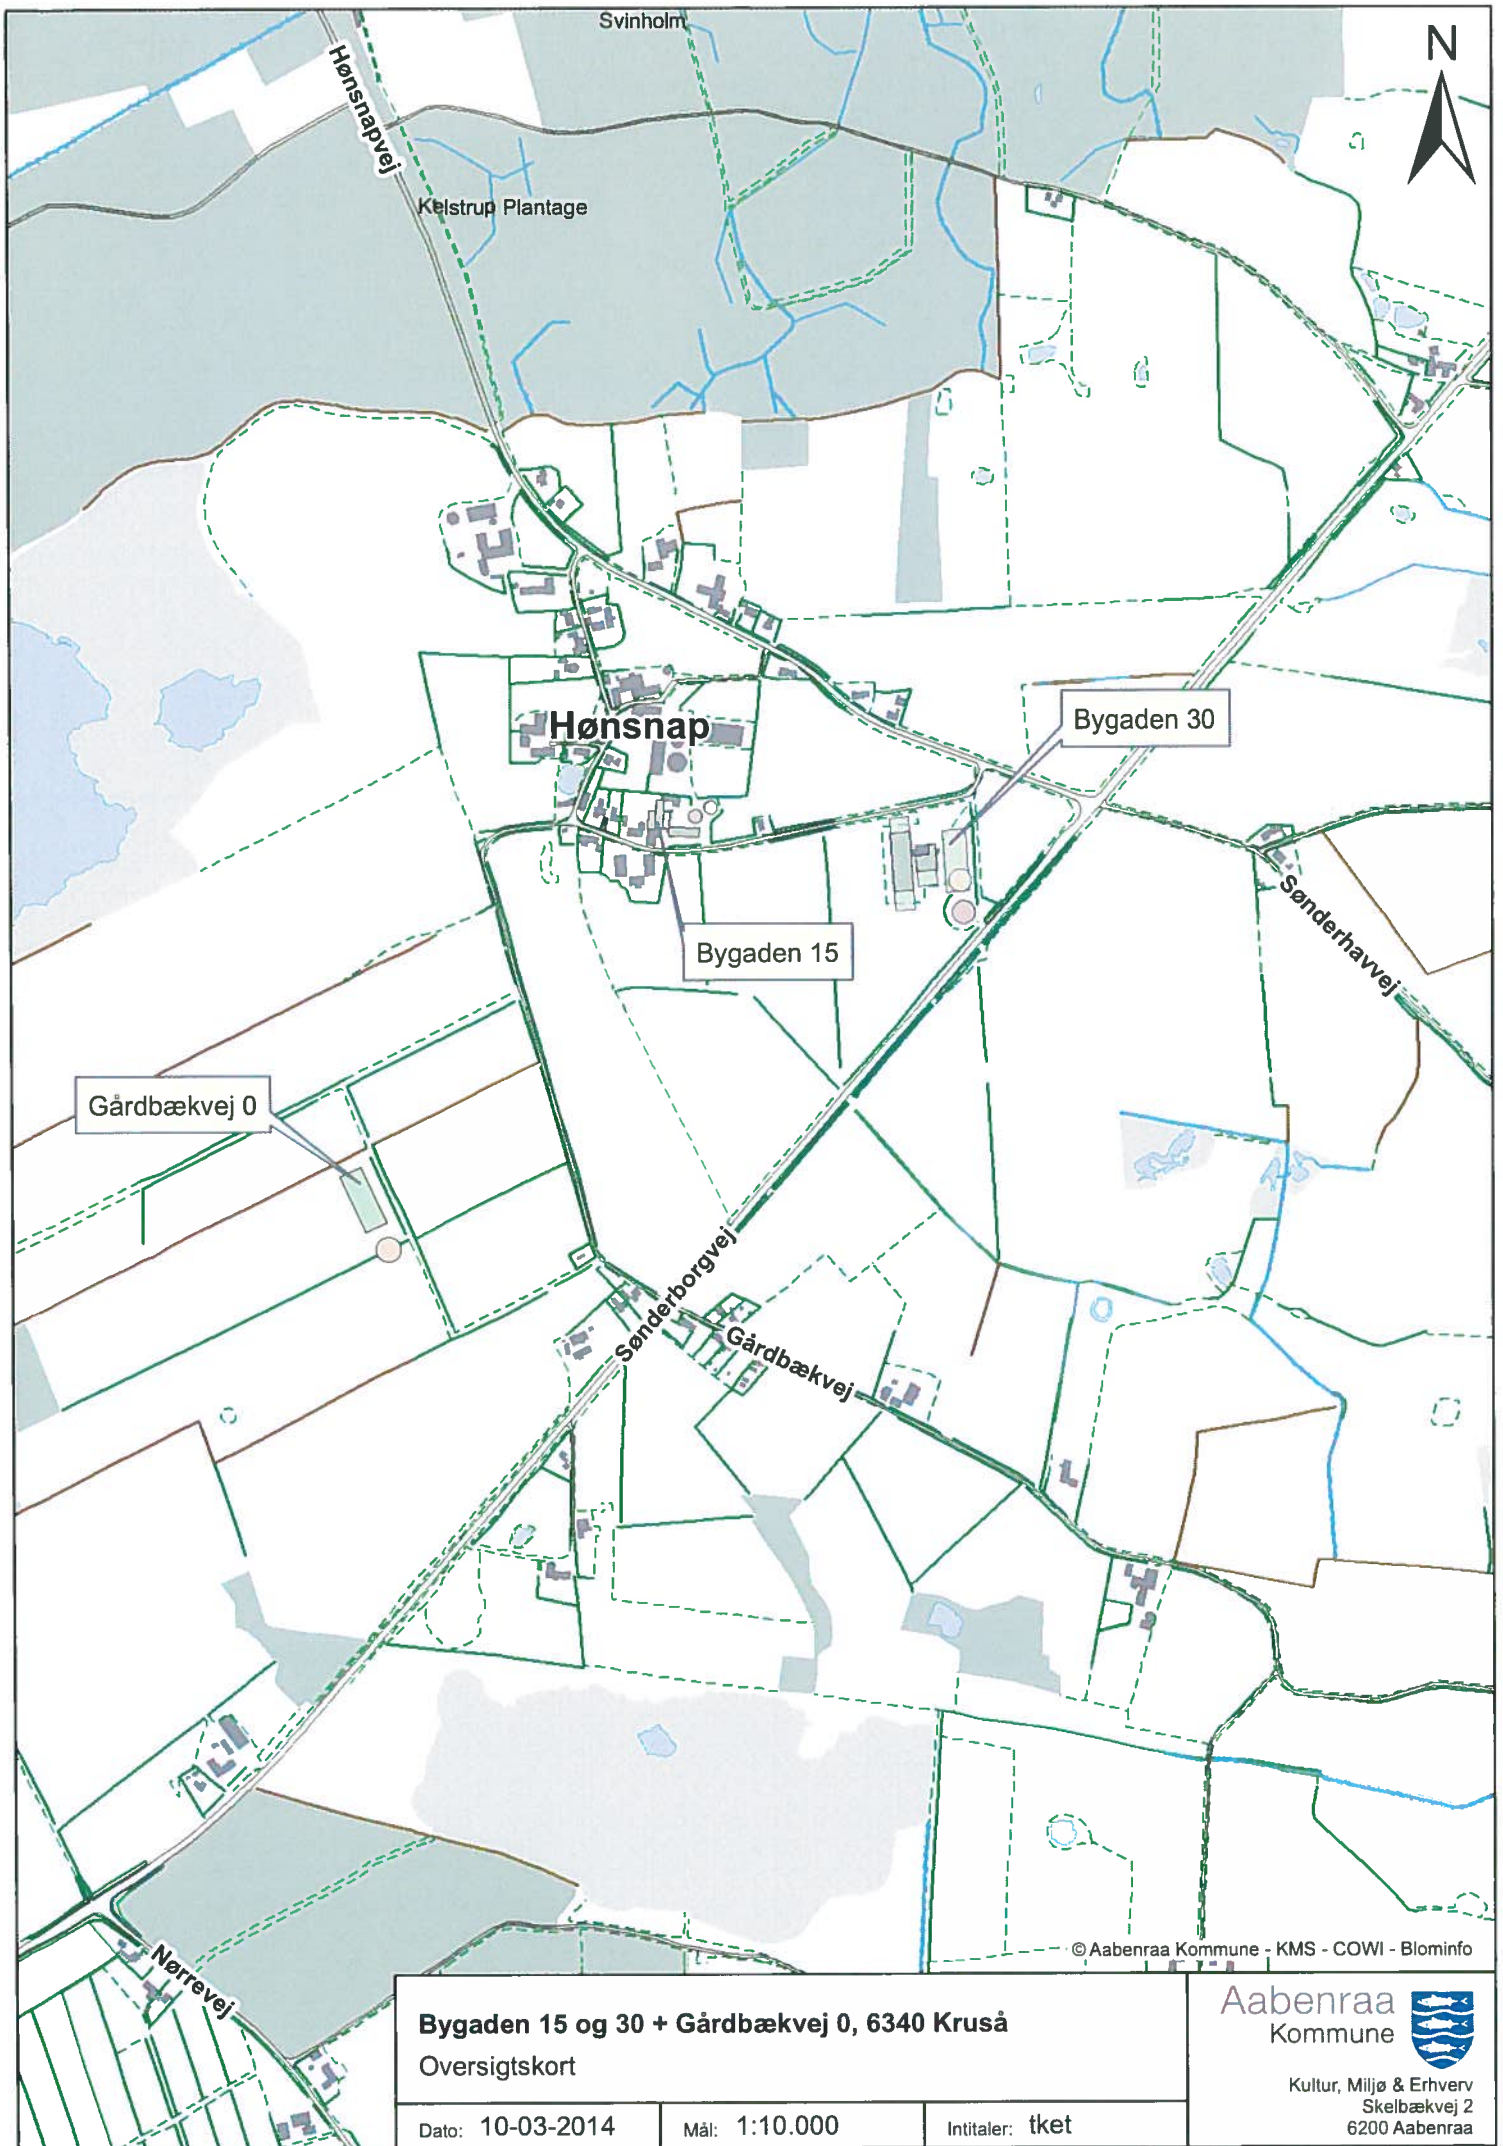 Svinholm
N
Hønsnapvej
Kelstrup Plantage
Hønsnap
Bygaden 30
Bygaden 15
Sønderhavvej
Gårdbækvej 0
Sønderborgvej
Gårdbækvej
Nørrevej
© Aabenraa Kommune - KMS - COWI - Blominfo
Bygaden 15 og 30 + Gårdbækvej 0, 6340 Kruså
Oversigtskort
Dato: 10-03-2014
Mål: 1:10.000
Intitaler: tket
Aabenraa
Kommune
Kultur, Miljø & Erhverv
Skelbækvej 2
6200 Aabenraa